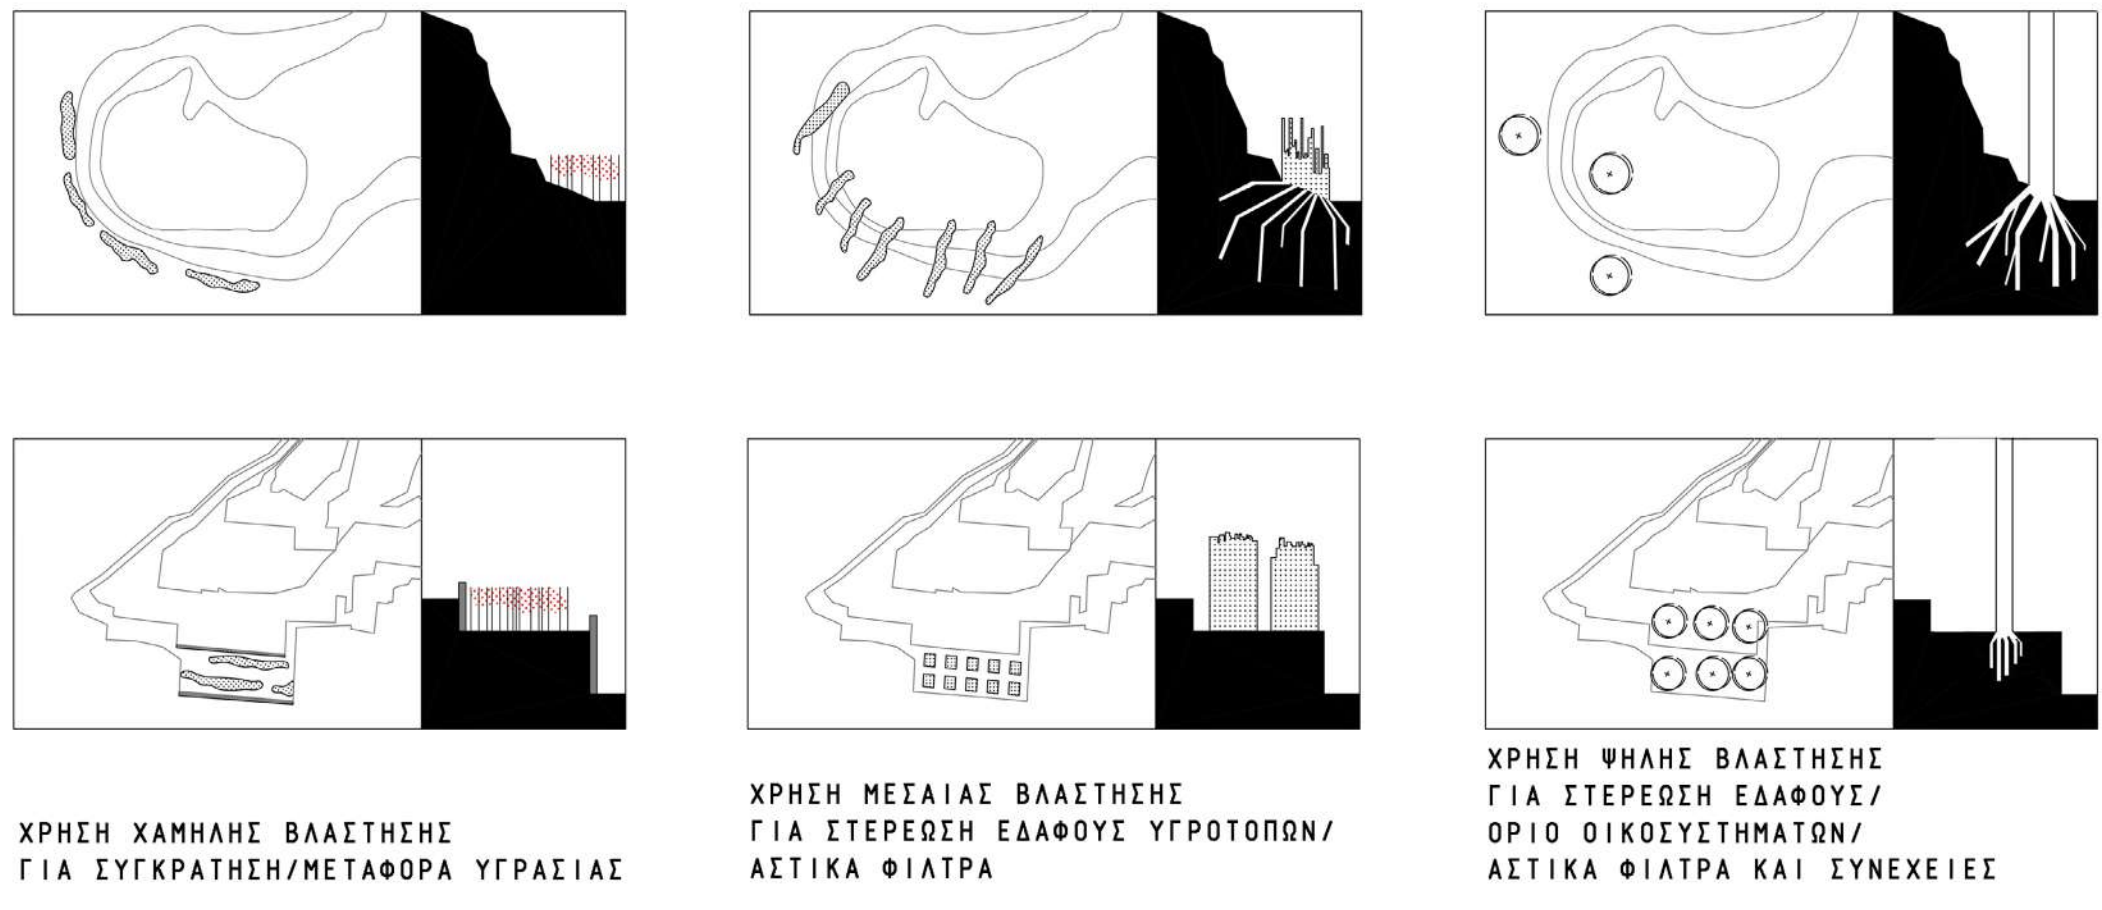 ΧΡΗΣΗ ΧΑΜΗΛΗΣ ΒΛΑΣΤΗΣΗΣ
ΓΙΑ ΣΥΓΚΡΑΤΗΣΗ/ΜΕΤΑΦΟΡΑ ΥΓΡΑΣΙΑΣ
ΧΡΗΣΗ ΜΕΣΑΙΑΣ ΒΛΑΣΤΗΣΗΣ
ΓΙΑ ΣΤΕΡΕΩΣΗ ΕΔΑΦΟΥΣ ΥΓΡΟΤΟΠΩΝ/
ΑΣΤΙΚΑ ΦΙΛΤΡΑ
ΧΡΗΣΗ ΨΗΛΗΣ ΒΛΑΣΤΗΣΗΣ
ΓΙΑ ΣΤΕΡΕΩΣΗ ΕΔΑΦΟΥΣ/
ΟΡΙΟ ΟΙΚΟΣΥΣΤΗΜΑΤΩΝ/
ΑΣΤΙΚΑ ΦΙΛΤΡΑ ΚΑΙ ΣΥΝΕΧΕΙΕΣ